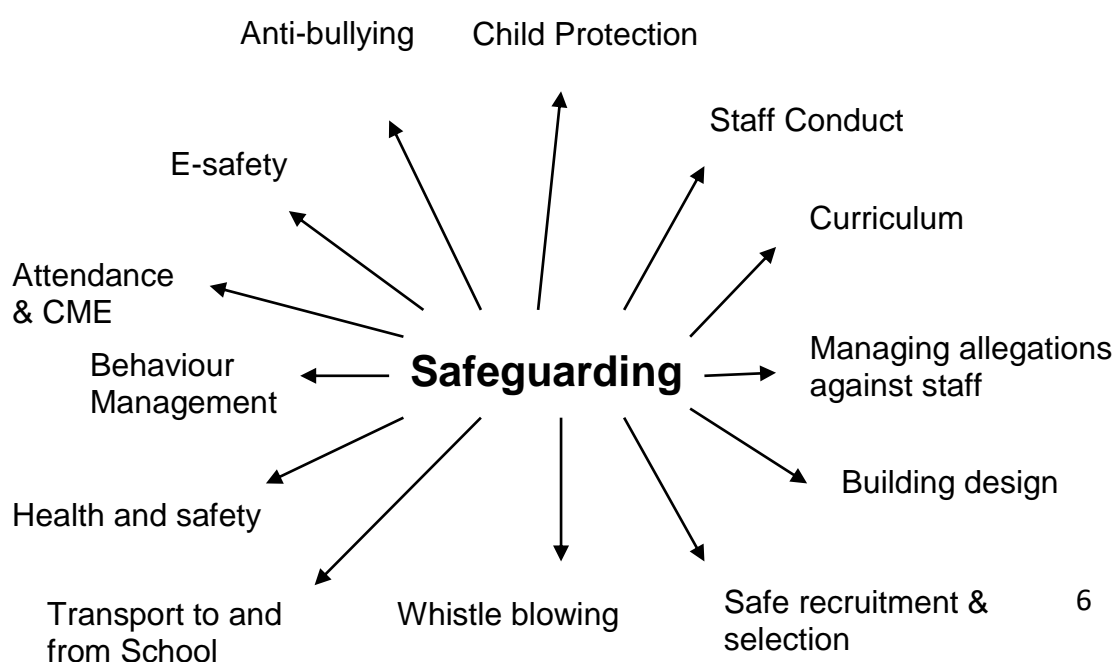 Anti-bullying
Child Protection
Staff Conduct
E-safety
Curriculum
Attendance
& CME
Managing allegations
against staff
Behaviour
Management
Safeguarding
Building design
Health and safety
Safe recruitment &
selection
6
Whistle blowing
Transport to and
from School